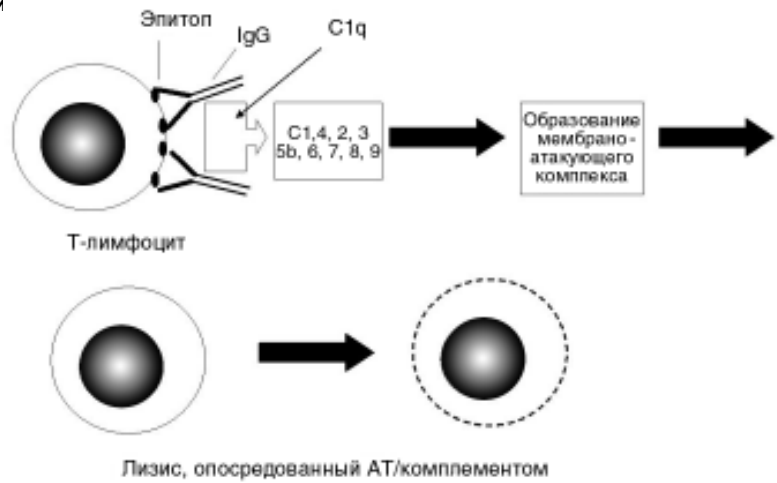 Эпитоп
IgG
C1q
C1,4, 2, 3
5b, 6, 7, 8, 9
Образование
мембрано-
атакующего
комплекса
Т-лимфоцит
Лизис, опосредованный АТ/комплементом